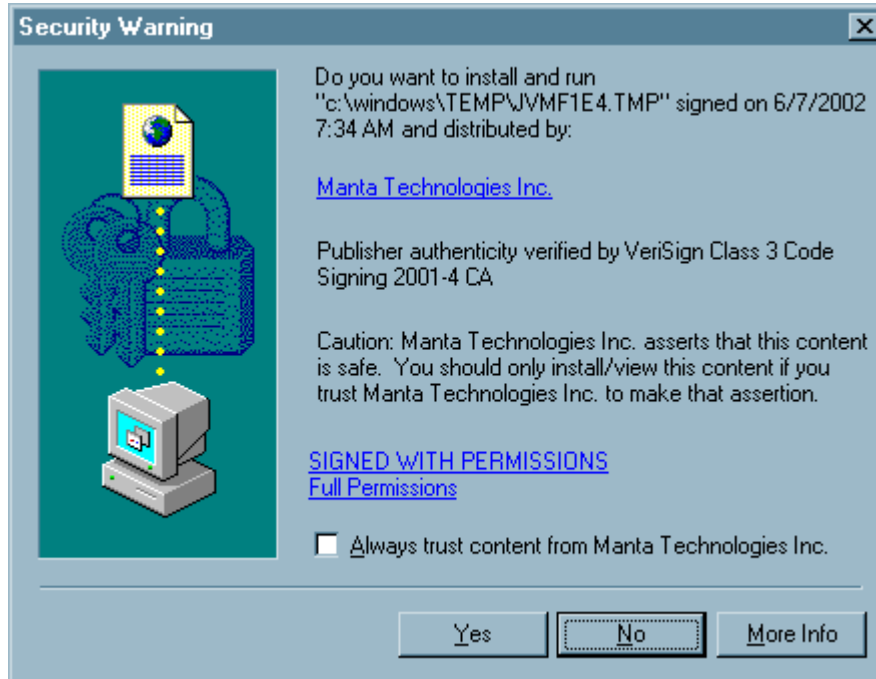 Security Warning
Do you want to install and run
"c:\windows\TEMP\JVMF1E4.TMP" signed on 6/7/2002
7:34 AM and distributed by:
Manta Technologies Inc.
Publisher authenticity verified by VeriSign Class 3 Code
Signing 2001-4 CA
Caution: Manta Technologies Inc. asserts that this content
is safe.  You should only install/view this content if you
trust Manta Technologies Inc. to make that assertion.
SIGNED WITH PERMISSIONS
Full Permissions
Always trust content from Manta Technologies Inc.
Yes No More Info